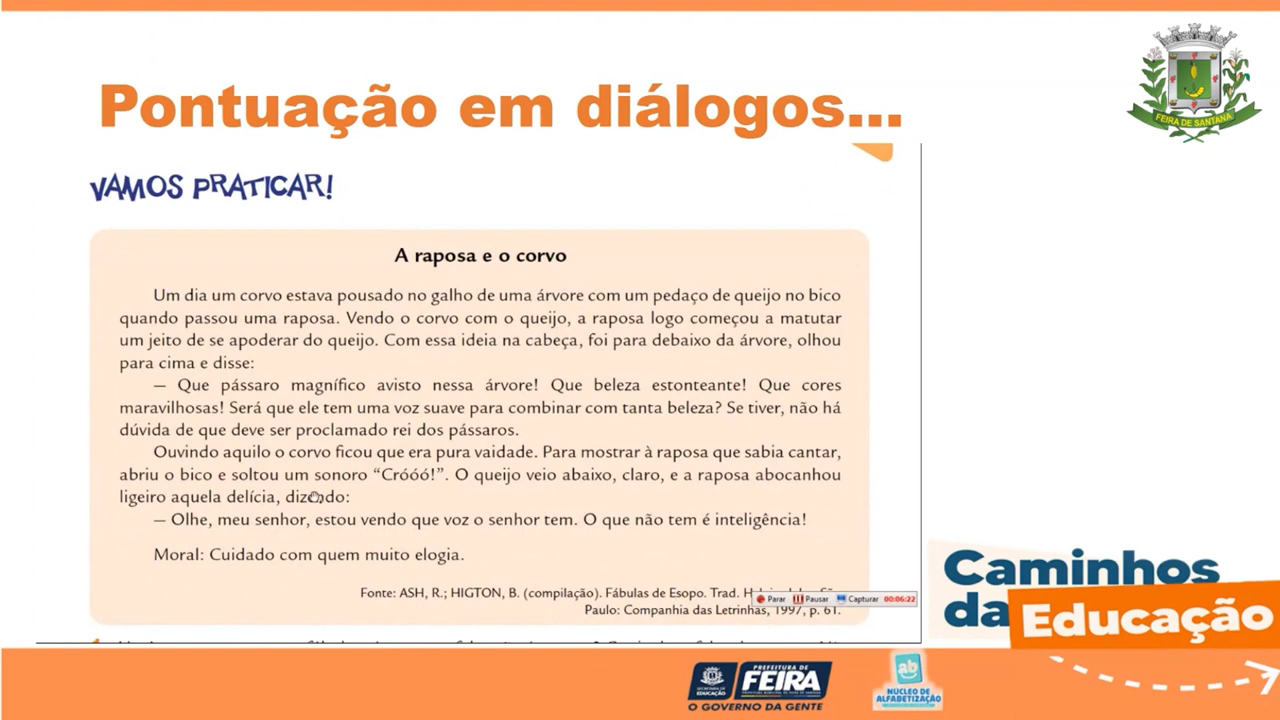 FEIRA DE SANTANA
Pontuação em diálogos...
VAMOS PRATICAR!
A raposa e o corvo
Um dia um corvo estava pousado no galho de uma árvore com um pedaço de queijo no bico
quando passou uma raposa. Vendo o corvo com o queijo, a raposa logo começou a matutar
um jeito de se apoderar do queijo. Com essa ideia na cabeça, foi para debaixo da árvore, olhou
para cima e disse:
— Que pássaro magnífico avisto nessa árvore! Que beleza estonteante! Que cores
maravilhosas! Será que ele tem uma voz suave para combinar com tanta beleza? Se tiver, não há
dúvida de que deve ser proclamado rei dos pássaros.
Ouvindo aquilo o corvo ficou que era pura vaidade. Para mostrar à raposa que sabia cantar,
abriu o bico e soltou um sonoro “Cróóó!”. O queijo veio abaixo, claro, e a raposa abocanhou
ligeiro aquela delícia, dizendo:
— Olhe, meu senhor, estou vendo que voz o senhor tem. O que não tem é inteligência!
Moral: Cuidado com quem muito elogia.
Fonte: ASH, R.; HIGTON, B. (compilação). Fábulas de Esopo. Trad.
Paulo: Companhia das Letrinhas, 1997, p. 61.
Parar Pausar Capturar 00:06:22
Caminhos
da Educação
SECRETARIA DE
EDUCAÇÃO
PREFEITURA DE
FEIRA
O GOVERNO DA GENTE
ab
NÚCLEO DE
ALFABETIZAÇÃO